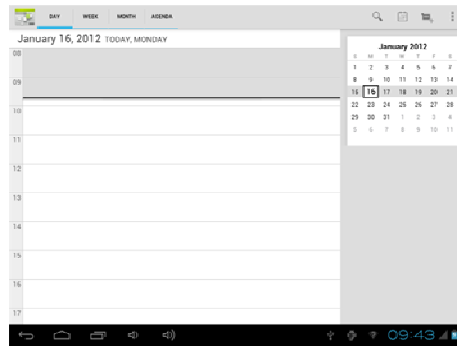 DAY WEEK MONTH AGENDA
January 16, 2012 TODAY, MONDAY
08
09
10
11
12
13
14
15
16
17
January 2012
S M T W T F S
1 2 3 4 5 6 7
8 9 10 11 12 13 14
15 16 17 18 19 20 21
22 23 24 25 26 27 28
29 30 31 1 2 3 4
5 6 7 8 9 10 11
09:43